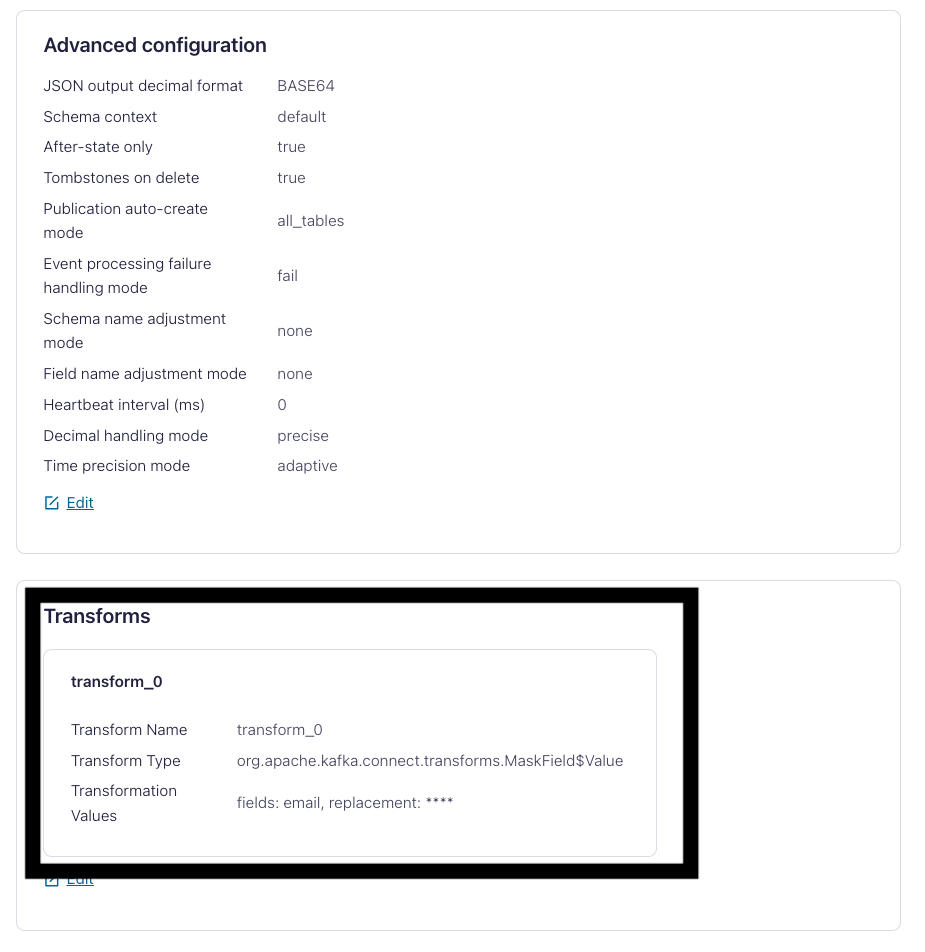 Advanced configuration
JSON output decimal format BASE64
Schema context default
After-state only true
Tombstones on delete true
Publication auto-create
mode
all_tables
Event processing failure
handling mode
fail
Schema name adjustment
mode
none
Field name adjustment mode none
Heartbeat interval (ms) 0
Decimal handling mode precise
Time precision mode adaptive
Edit
Transforms
transform_0
Transform Name transform_0
Transform Type org.apache.kafka.connect.transforms.MaskField$Value
Transformation
Values
fields: email, replacement: ****
Edit